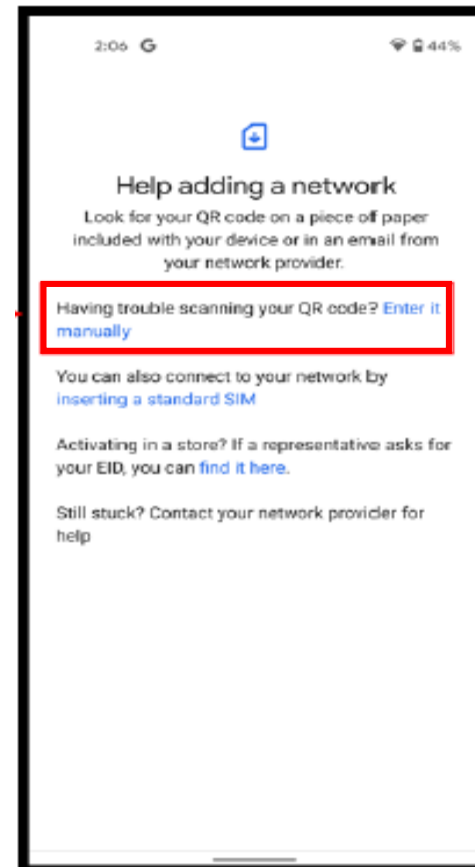 2:06 G 44%
Help adding a network
Look for your QR code on a piece of paper
included with your device or in an email from
your network provider.
Having trouble scanning your QR code? Enter it
manually
You can also connect to your network by
inserting a standard SIM
Activating in a store? If a representative asks for
your EID, you can find it here.
Still stuck? Contact your network provider for
help